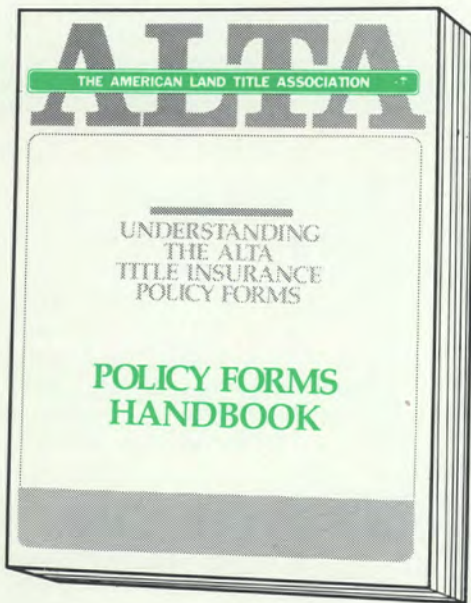 ALTA
THE AMERICAN LAND TITLE ASSOCIATION
UNDERSTANDING
THE ALTA
TITLE INSURANCE
POLICY FORMS
POLICY FORMS
HANDBOOK